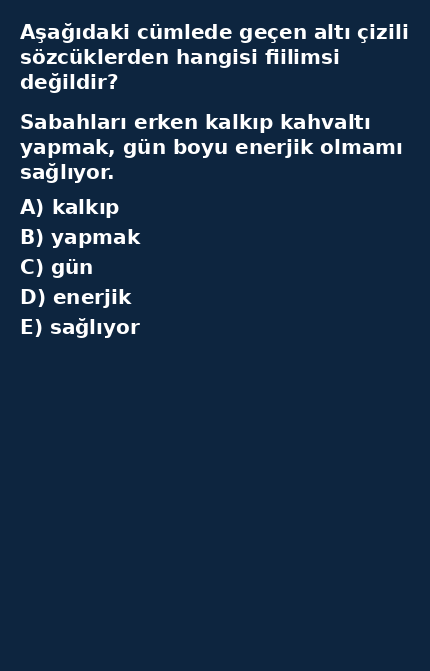 Aşağıdaki cümlede geçen altı çizili
sözcüklerden hangisi fiilimsi
değildir?
Sabahları erken kalkıp kahvaltı
yapmak, gün boyu enerjik olmamı
sağlıyor.
A) kalkıp
B) yapmak
C) gün
D) enerjik
E) sağlıyor